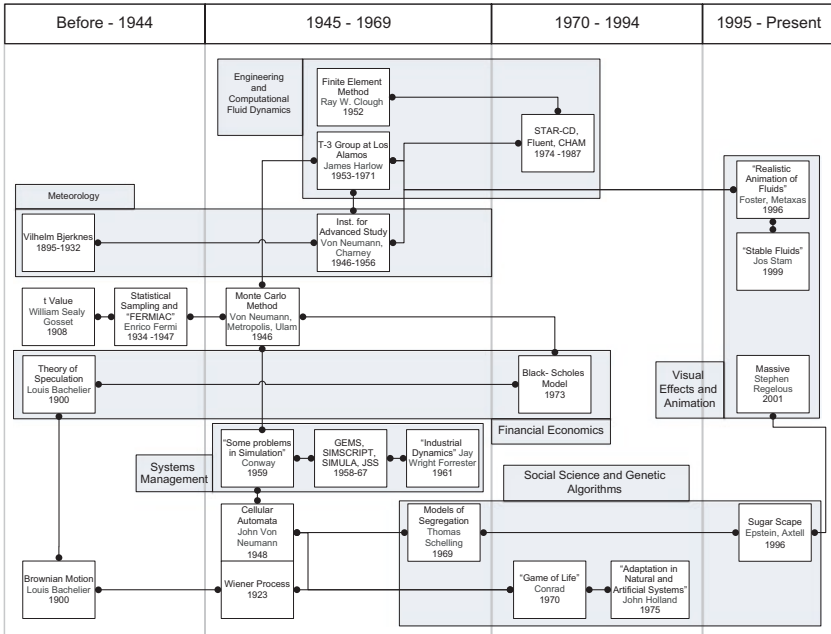 Before - 1944
1945 - 1969
1970 - 1994
1995 - Present
Engineering
and
Computational
Fluid Dynamics
Finite Element
Method
Ray W. Clough
1952
STAR-CD,
Fluent, CHAM
1974 -1987
T-3 Group at Los
Alamos
James Harlow
1953-1971
"Realistic
Animation of
Fluids"
Foster, Metaxas
1996
Meteorology
Vilhelm Bjerknes
1895-1932
Inst. for
Advanced Study
Von Neumann,
Charney
1946-1956
"Stable Fluids"
Jos Stam
1999
t Value
William Sealy
Gosset
1908
Statistical
Sampling and
"FERMIAC"
Enrico Fermi
1934 -1947
Monte Carlo
Method
Von Neumann,
Metropolis, Ulam
1946
Theory of
Speculation
Louis Bachelier
1900
Black- Scholes
Model
1973
Visual
Effects and
Animation
Massive
Stephen
Regelous
2001
Financial Economics
Systems
Management
"Some problems
in Simulation"
Conway
1959
GEMS,
SIMSCRIPT,
SIMULA, JSS
1958-67
"Industrial
Dynamics" Jay
Wright Forrester
1961
Social Science and Genetic
Algorithms
Cellular
Automata
John Von
Neumann
1948
Models of
Segregation
Thomas
Schelling
1969
Sugar Scape
Epstein, Axtell
1996
Brownian Motion
Louis Bachelier
1900
Wiener Process
1923
"Game of Life"
Conrad
1970
"Adaptation in
Natural and
Artificial Systems"
John Holland
1975